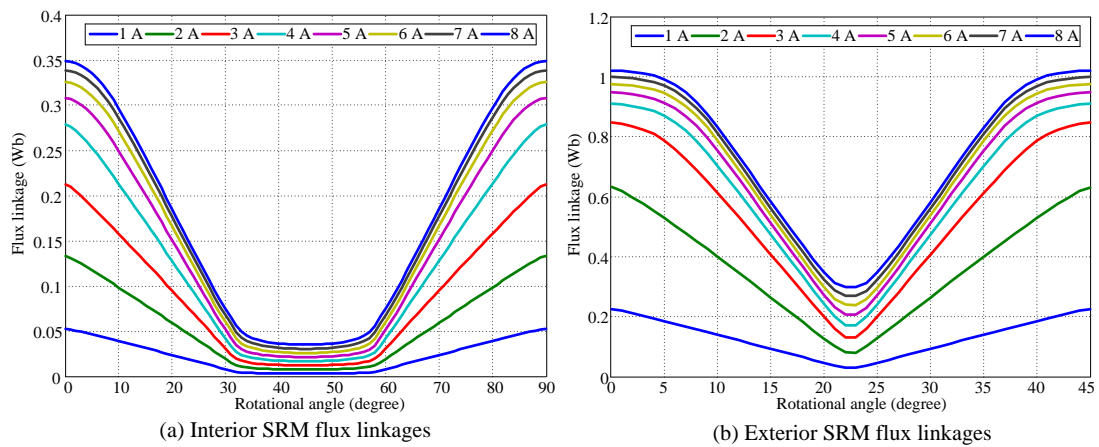 0.4
0.35
0.3
0.25
0.2
0.15
0.1
0.05
0
Flux linkage (Wb)
1 A 2 A 3 A 4 A 5 A 6 A 7 A 8 A
0 10 20 30 40 50 60 70 80 90
Rotational angle (degree)
(a) Interior SRM flux linkages
1.2
1
0.8
0.6
0.4
0.2
0
Flux linkage (Wb)
1 A 2 A 3 A 4 A 5 A 6 A 7 A 8 A
0 5 10 15 20 25 30 35 40 45
Rotational angle (degree)
(b) Exterior SRM flux linkages